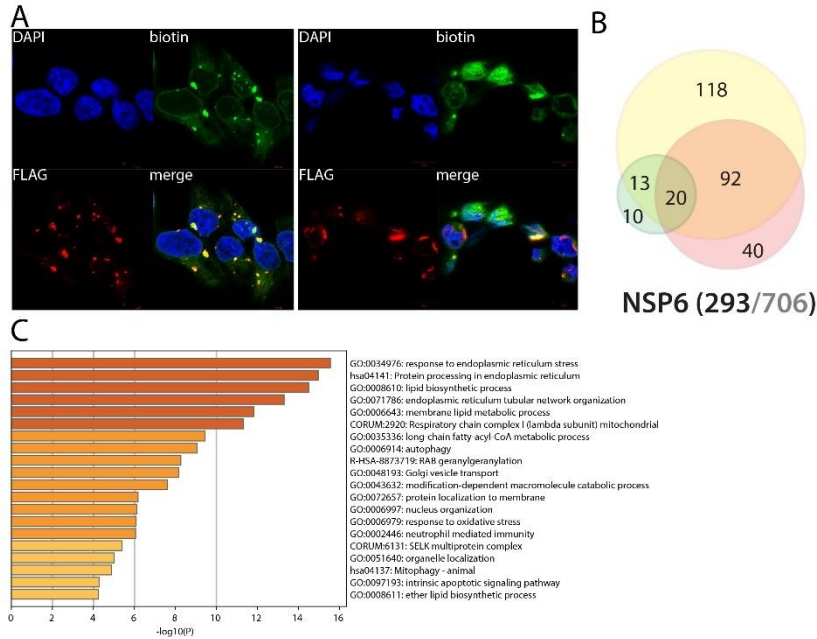 A
DAPI biotin DAPI biotin
FLAG merge FLAG merge
B
118
13
20
92
10
40
NSP6 (293/706)
C
GO:0034976: response to endoplasmic reticulum stress
hsa04141: Protein processing in endoplasmic reticulum
GO:0008610: lipid biosynthetic process
GO:0071786: endoplasmic reticulum tubular network organization
GO:0006643: membrane lipid metabolic process
CORUM:2920: Respiratory chain complex I (lambda subunit) mitochondrial
GO:0035336: long-chain fatty-acyl-CoA metabolic process
GO:0006914: autophagy
R-HSA-8873719: RAB geranylgeranylation
GO:0048193: Golgi vesicle transport
GO:0043632: modification-dependent macromolecule catabolic process
GO:0072657: protein localization to membrane
GO:0006997: nucleus organization
GO:0006979: response to oxidative stress
GO:0002446: neutrophil mediated immunity
CORUM:6131: SELK multiprotein complex
GO:0051640: organelle localization
hsa04137: Mitophagy - animal
GO:0097193: intrinsic apoptotic signaling pathway
GO:0008611: ether lipid biosynthetic process
0 2 4 6 8 10 12 14 16
-log10(P)